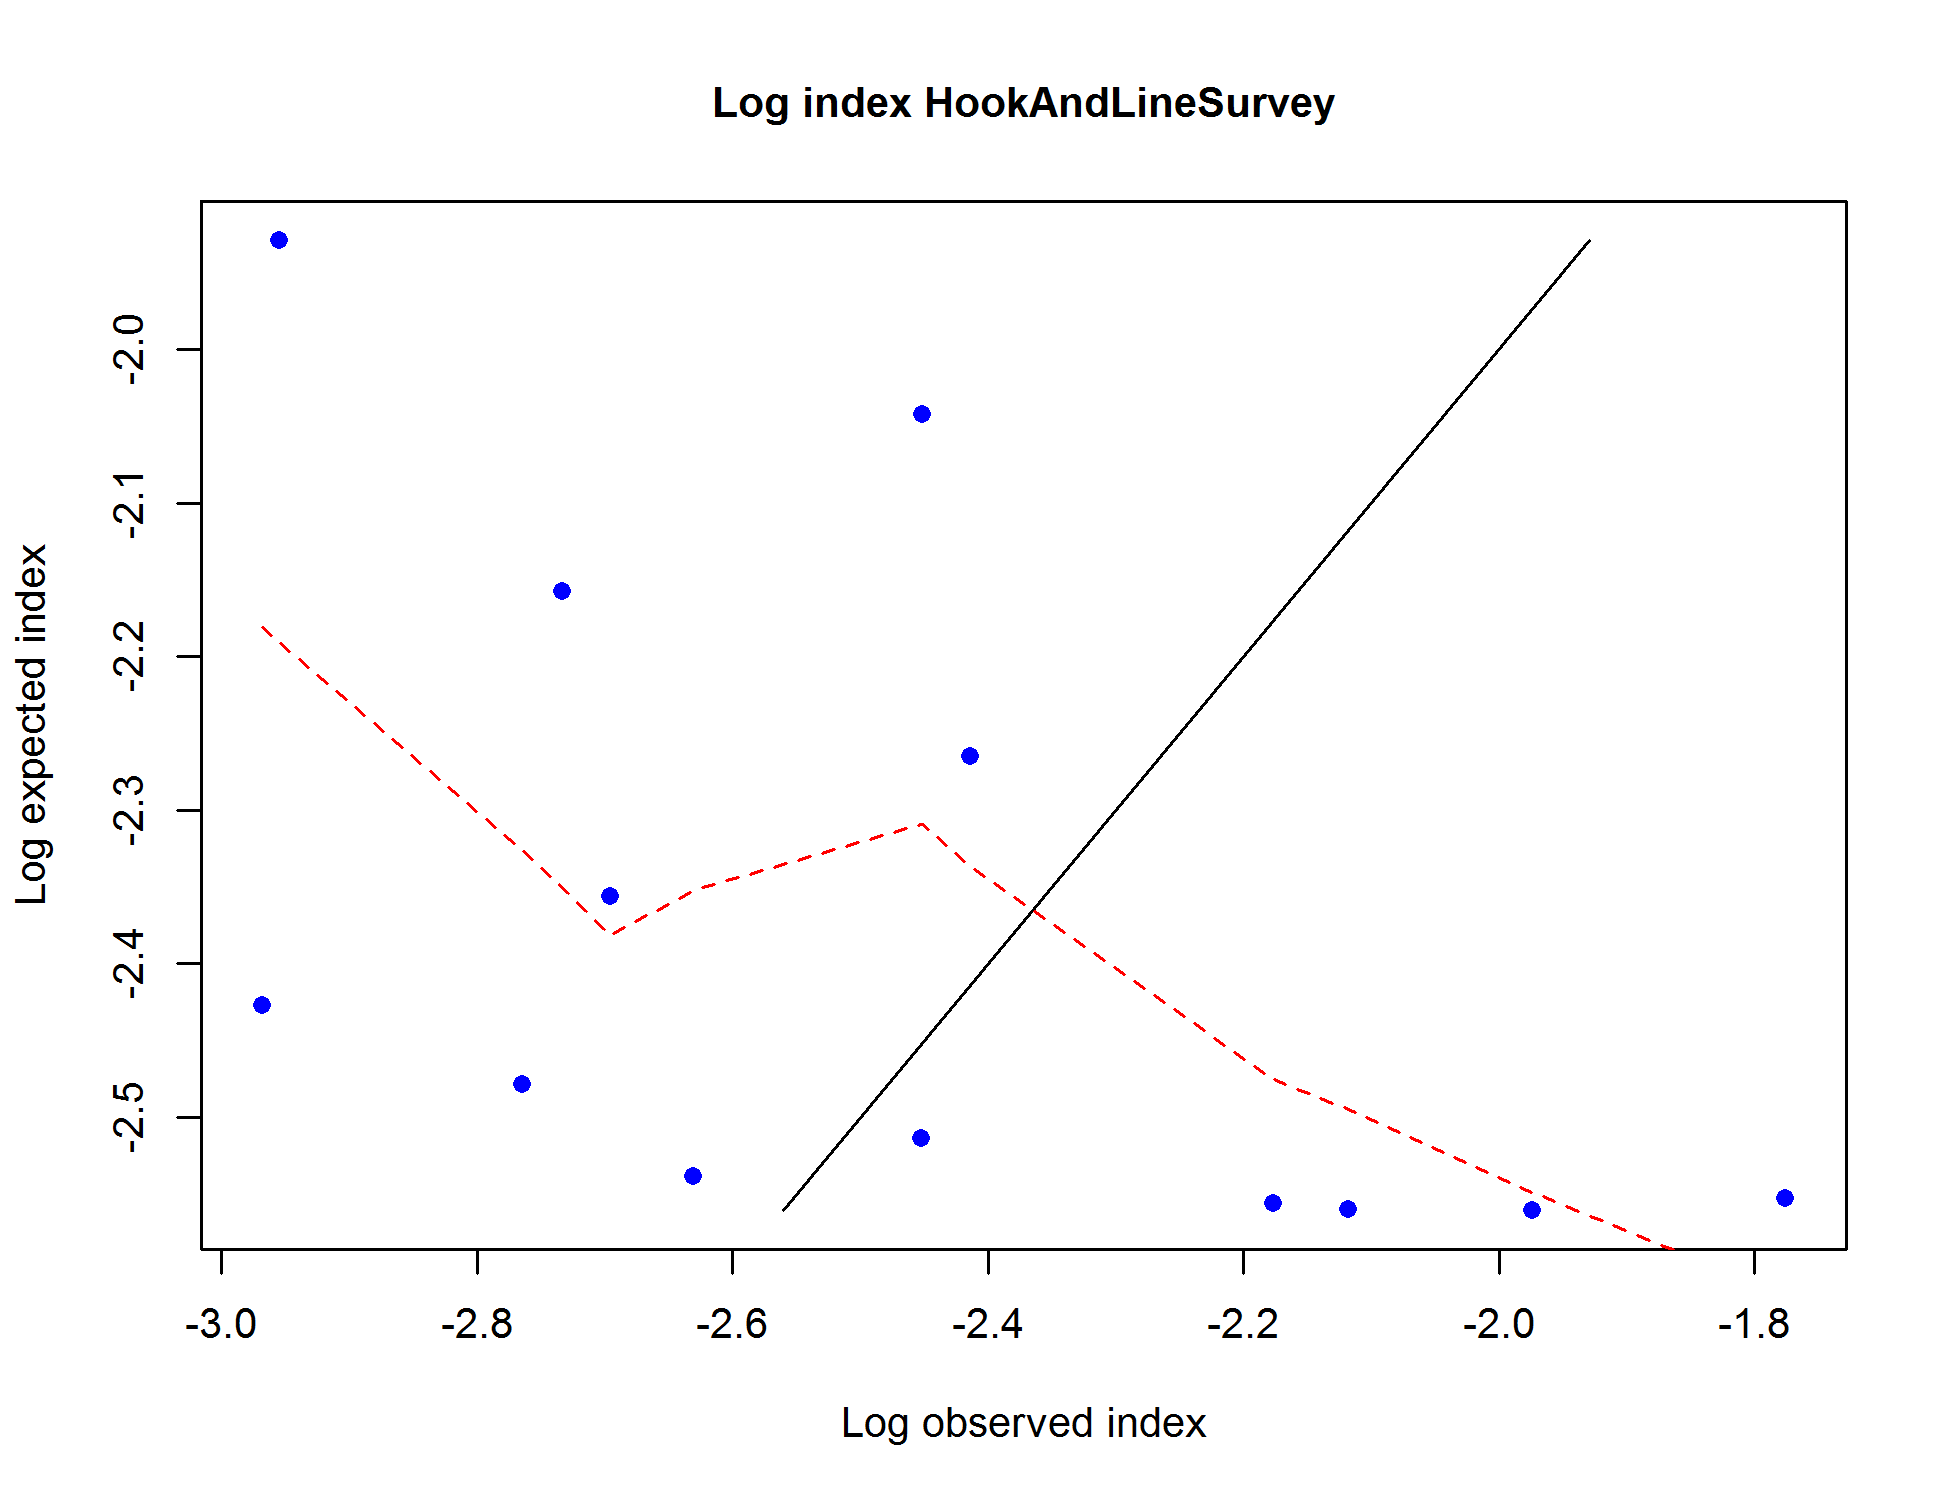 Log index HookAndLineSurvey
Log expected index
-2.0
-2.1
-2.2
-2.3
-2.4
-2.5
-3.0 -2.8 -2.6 -2.4 -2.2 -2.0 -1.8
Log observed index